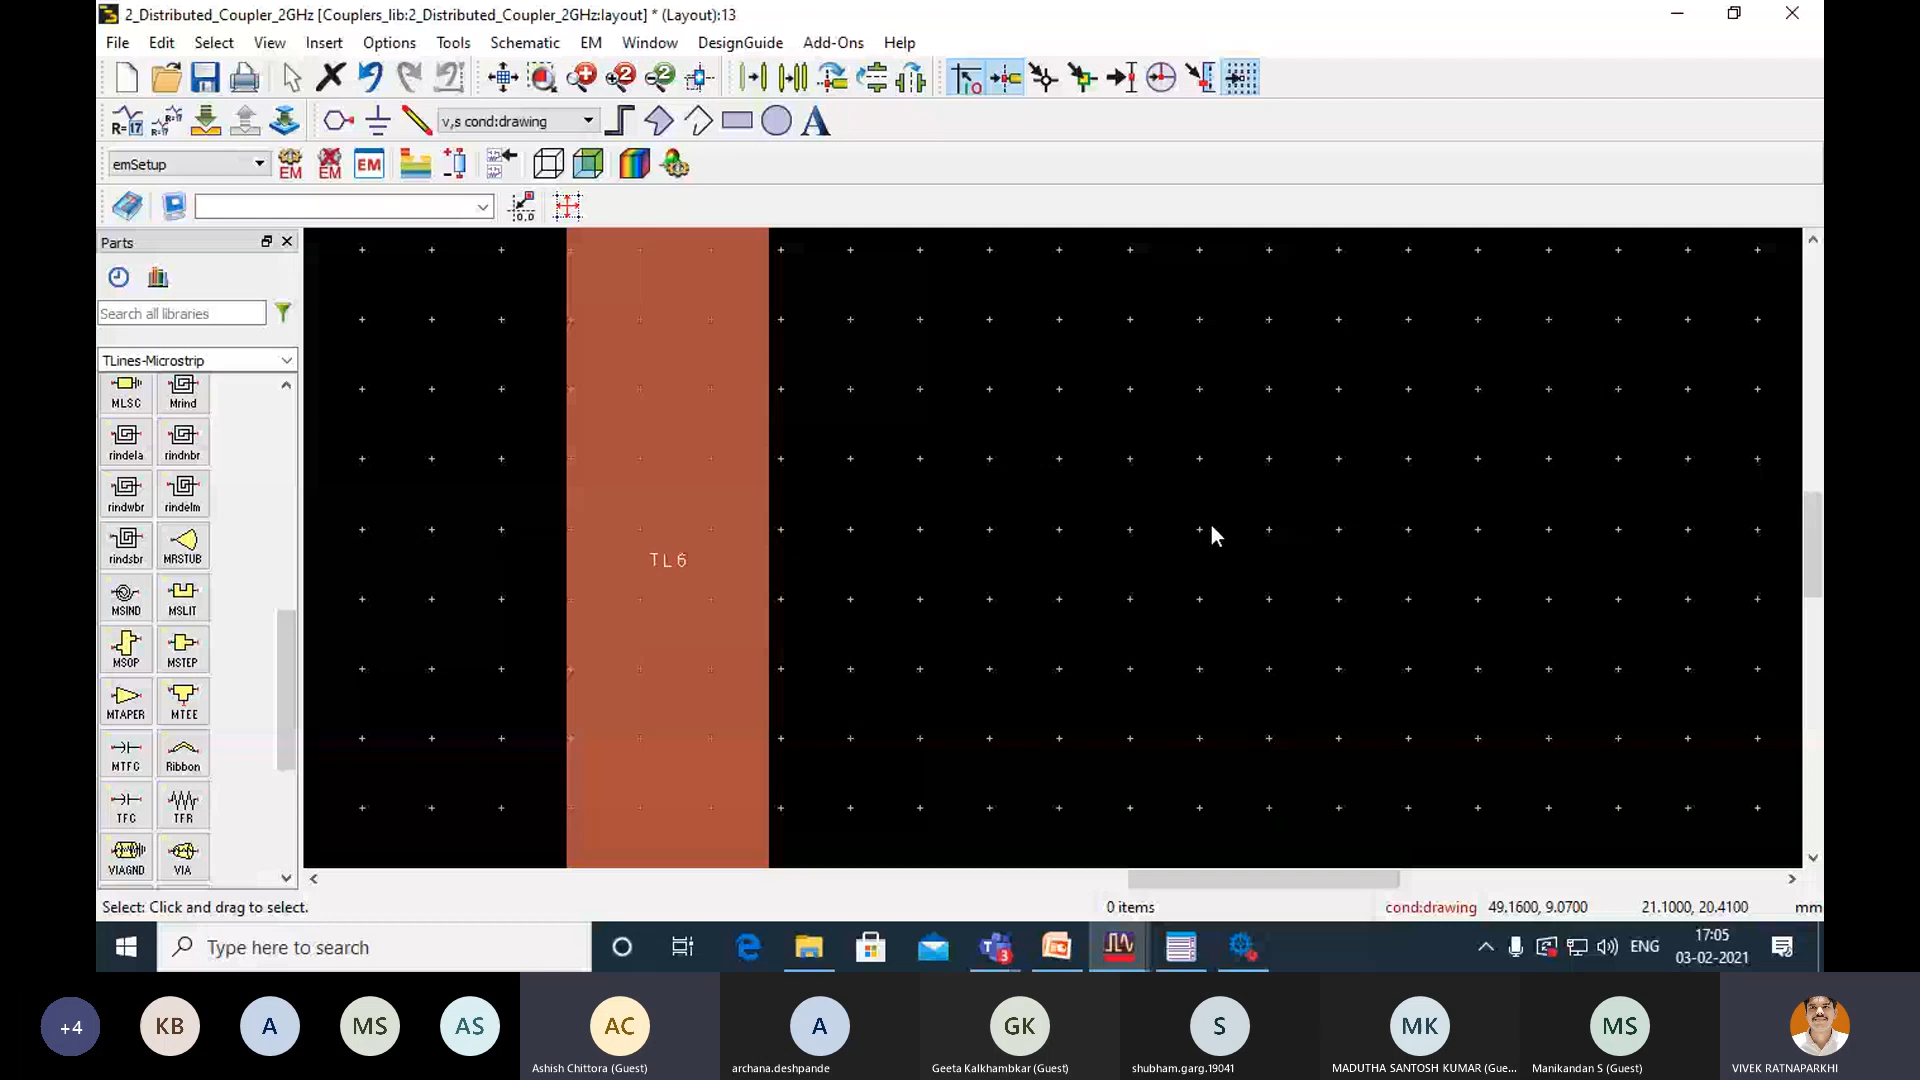 2_Distributed_Coupler_2GHz [Couplers_lib:2_Distributed_Coupler_2GHz:layout] * (Layout):13
File Edit Select View Insert Options Tools Schematic EM Window DesignGuide Add-Ons Help
v,s cond:drawing
emSetup
EM EM EM
0,0
Parts
Search all libraries
TLines-Microstrip
MLSC Mrind
rindela rindnbr
rindwbr rindelm
rindsbr MRSTUB
MSIND MSLIT
MSOP MSTEP
MTAPER MTEE
MTFC Ribbon
TFC TFR
VIAGND VIA
TL6
Select: Click and drag to select.
0 items
cond:drawing 49.1600, 9.0700 21.1000, 20.4100 mm
Type here to search
3
ENG
17:05
03-02-2021
+4 KB A MS AS AC A GK S MK MS
Ashish Chittora (Guest) archana.deshpande Geeta Kalkhambkar (Guest) shubham.garg.19041 MADUTHA SANTOSH KUMAR (Gue... Manikandan S (Guest) VIVEK RATNAPARKHI